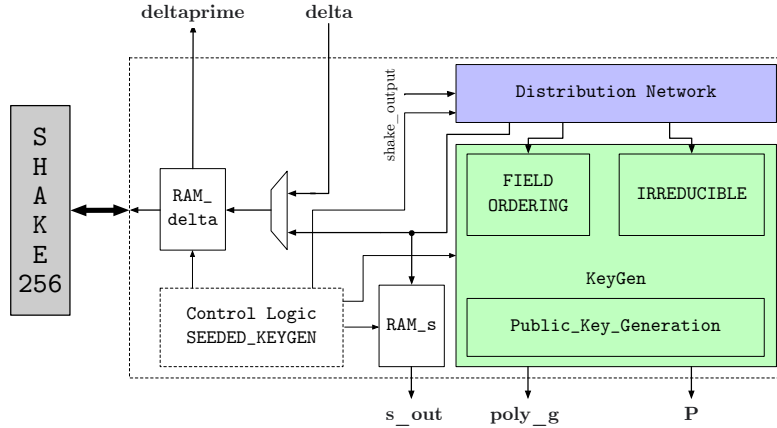 deltaprime
delta
shake_output
Distribution Network
S
H
A
K
E
256
RAM_
delta
FIELD
ORDERING
IRREDUCIBLE
KeyGen
Control Logic
SEEDED_KEYGEN
RAM_s
Public_Key_Generation
s_out
poly_g
P